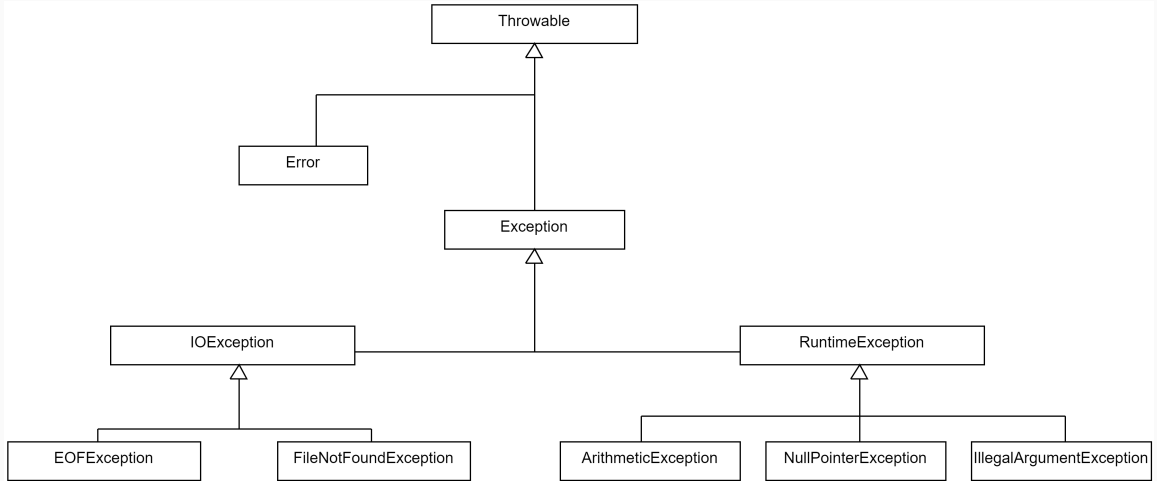 Throwable
Error
Exception
IOException
RuntimeException
EOFException
FileNotFoundException
ArithmeticException
NullPointerException
IllegalArgumentException